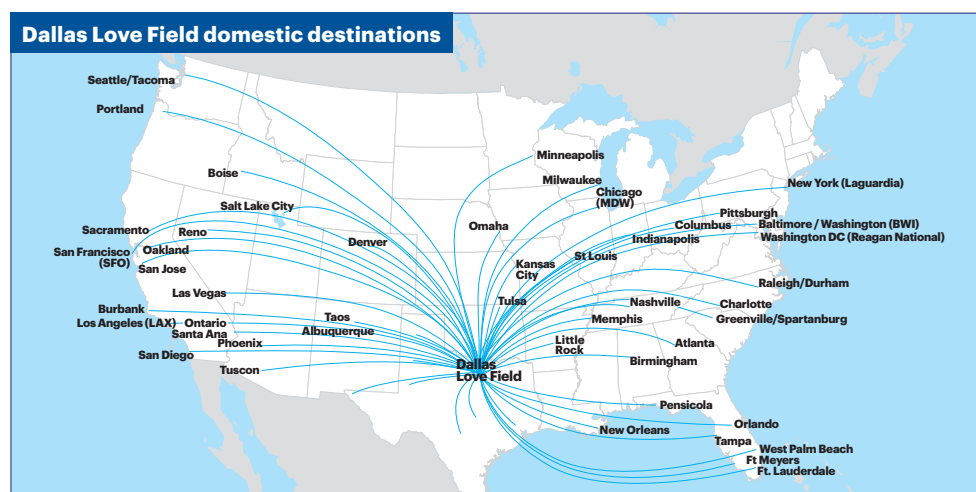 Dallas Love Field domestic destinations
Seattle/Tacoma
Portland
Minneapolis
Boise
Milwaukee
Chicago
(MDW)
New York (Laguardia)
Salt Lake City
Pittsburgh
Sacramento
Reno
Omaha
Columbus
Baltimore / Washington (BWI)
Denver
Indianapolis
Washington DC (Reagan National)
San Francisco
(SFO)
Oakland
St Louis
San Jose
Kansas
City
Raleigh/Durham
Las Vegas
Tulsa
Nashville
Charlotte
Burbank
Taos
Memphis
Greenville/Spartanburg
Los Angeles (LAX)
Ontario
Albuquerque
Santa Ana
Phoenix
Little
Rock
Atlanta
San Diego
Birmingham
Tuscon
Dallas
Love Field
Pensicola
New Orleans
Orlando
Tampa
West Palm Beach
Ft Meyers
Ft. Lauderdale